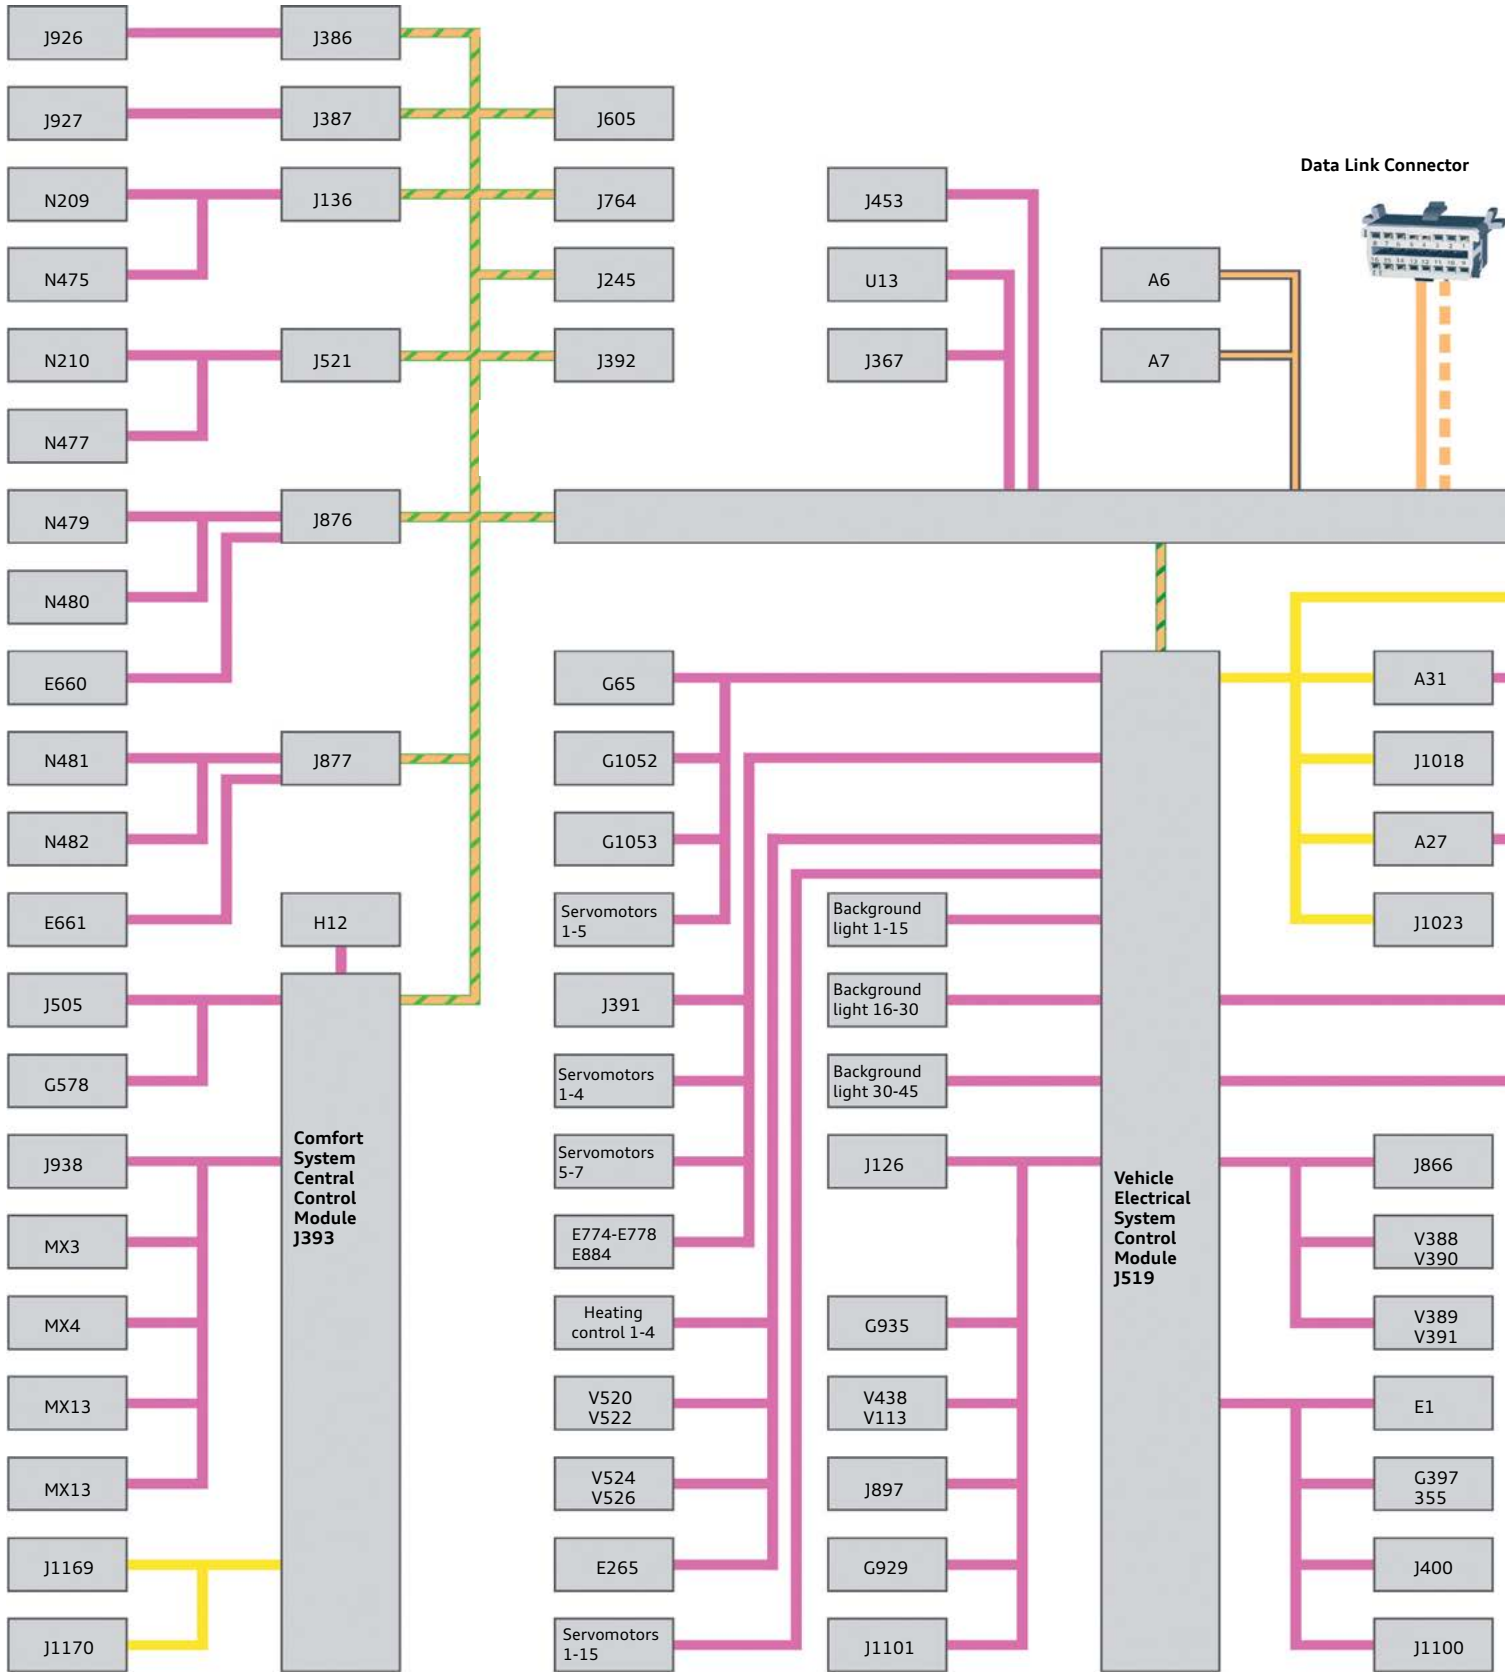 J926
J386
J927
J387
J605
Data Link Connector
N209
J136
J764
J453
N475
J245
U13
A6
N210
J521
J392
J367
A7
N477
N479
J876
N480
E660
G65
A31
N481
J877
G1052
J1018
N482
G1053
A27
E661
H12
Servomotors
1-5
Background
light 1-15
J1023
J505
J391
Background
light 16-30
G578
Servomotors
1-4
Background
light 30-45
Comfort
System
Central
Control
Module
J393
J938
Servomotors
5-7
J126
Vehicle
Electrical
System
Control
Module
J519
J866
MX3
E774-E778
E884
V388
V390
MX4
Heating
control 1-4
G935
V389
V391
MX13
V520
V522
V438
V113
E1
MX13
V524
V526
J897
G397
355
J1169
E265
G929
J400
J1170
Servomotors
1-15
J1101
J1100